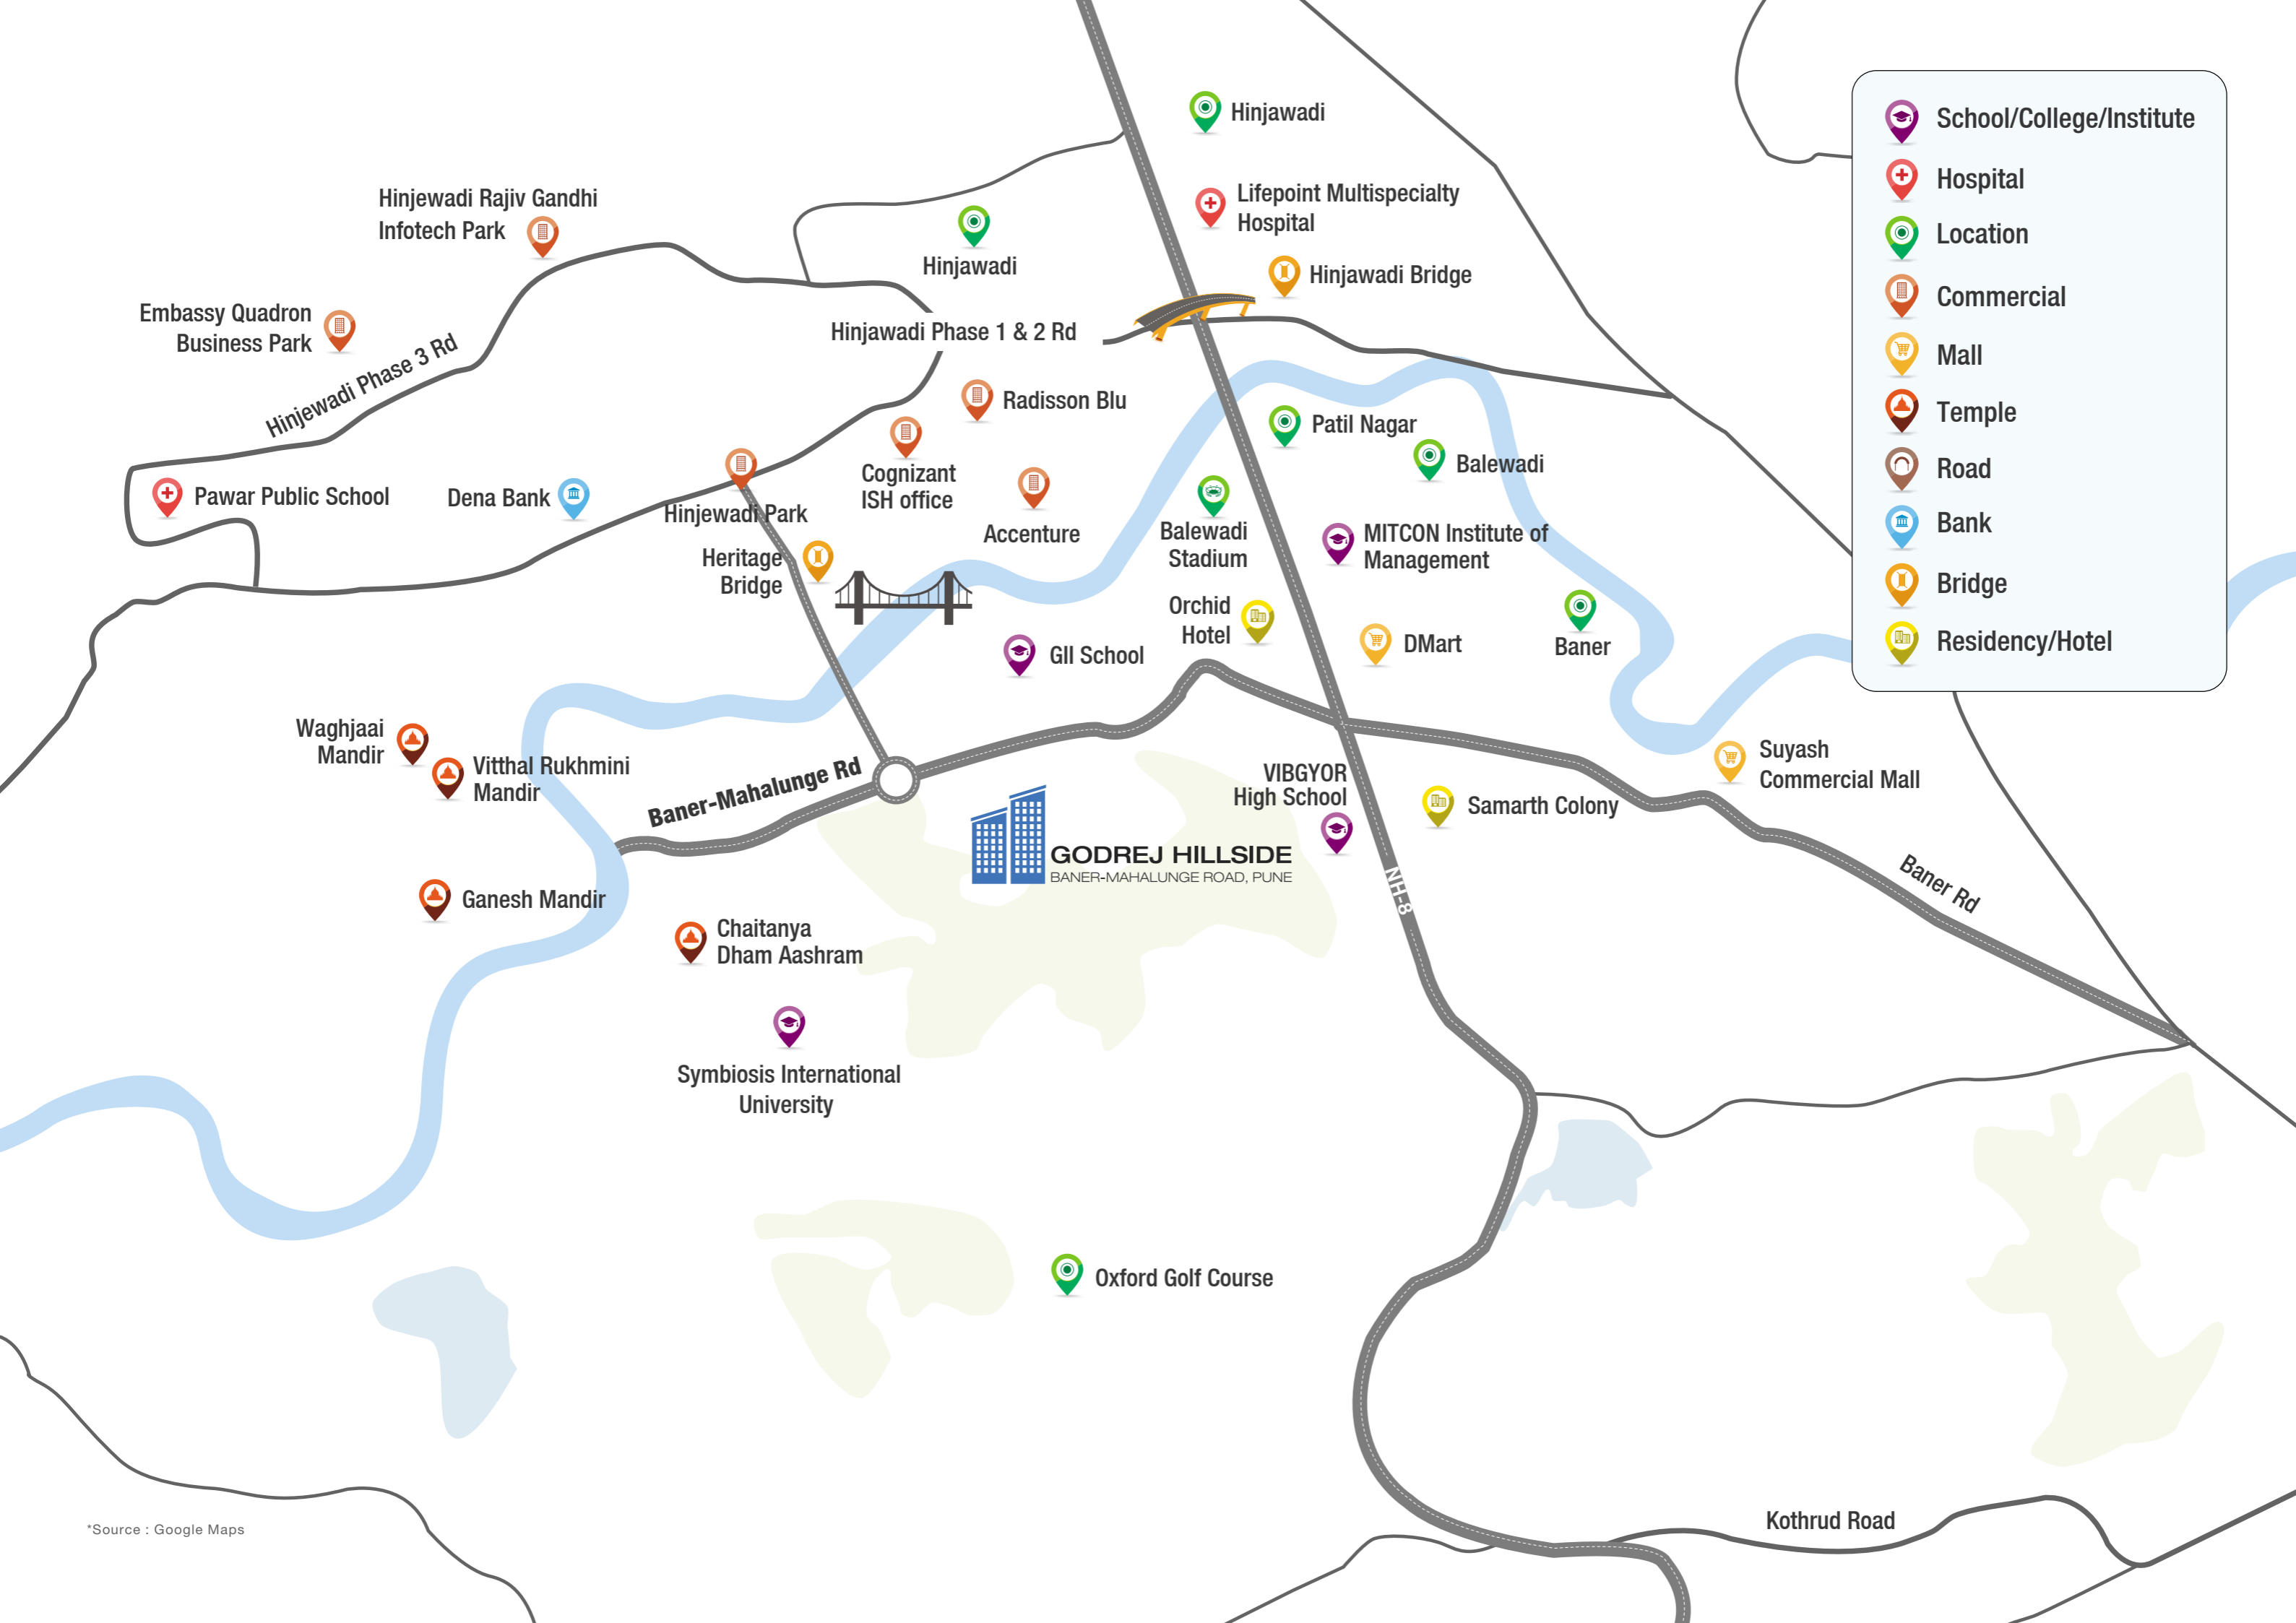 Hinjawadi
Lifepoint Multispecialty
Hospital
Hinjewadi Rajiv Gandhi
Infotech Park
Hinjawadi
Hinjawadi Bridge
Embassy Quadron
Business Park
Hinjewadi Phase 3 Rd
Hinjawadi Phase 1 & 2 Rd
Radisson Blu
Patil Nagar
Balewadi
Cognizant
ISH office
Pawar Public School
Dena Bank
Hinjewadi Park
Accenture
Balewadi
Stadium
MITCON Institute of
Management
Heritage
Bridge
Orchid
Hotel
GII School
DMart
Baner
Waghjaai
Mandir
Vitthal Rukhmini
Mandir
Baner-Mahalunge Rd
VIBGYOR
High School
Suyash
Commercial Mall
Samarth Colony
GODREJ HILLSIDE
BANER-MAHALUNGE ROAD, PUNE
NH-8
Baner Rd
Ganesh Mandir
Chaitanya
Dham Aashram
Symbiosis International
University
Oxford Golf Course
Kothrud Road
*Source : Google Maps
School/College/Institute
Hospital
Location
Commercial
Mall
Temple
Road
Bank
Bridge
Residency/Hotel